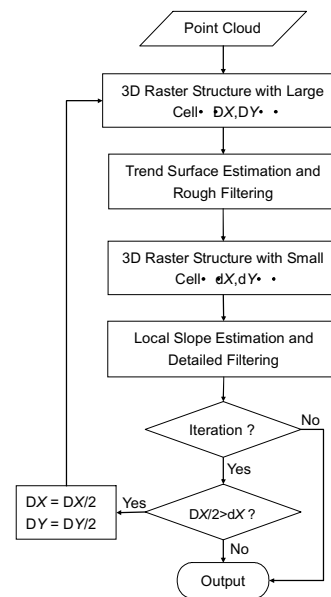 Point Cloud
3D Raster Structure with Large
Cell• •DX,DY• •
Trend Surface Estimation and
Rough Filtering
3D Raster Structure with Small
Cell• •dX,dY• •
Local Slope Estimation and
Detailed Filtering
Iteration ?
No
Yes
DX/2>dX ?
Yes
DX = DX/2
DY = DY/2
No
Output